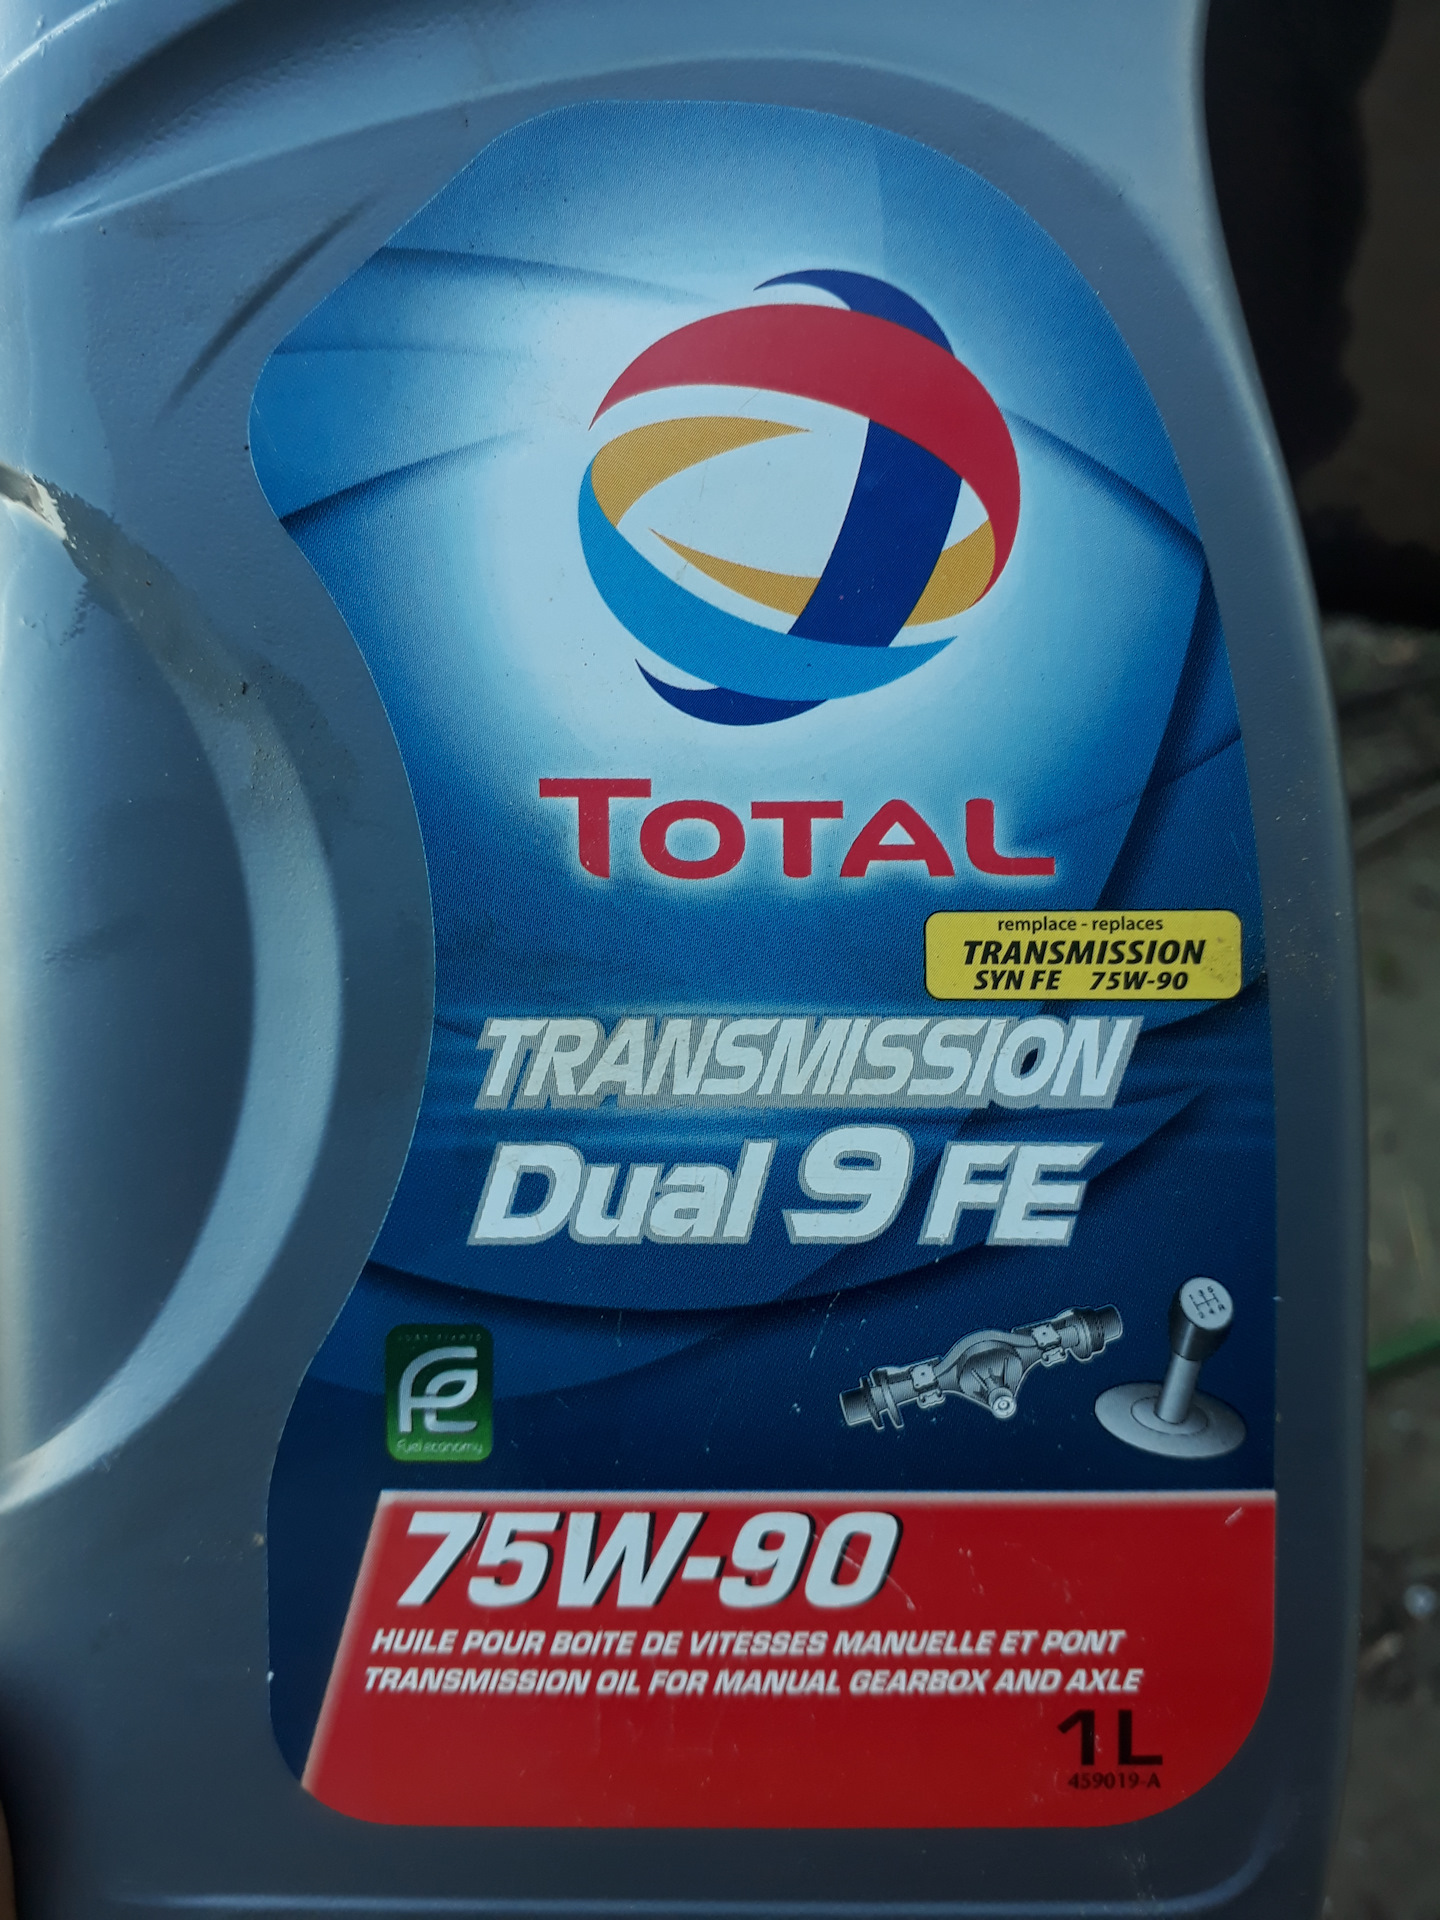 TOTAL
remplace - replaces
TRANSMISSION
SYN FE 75W-90
TRANSMISSION
Dual 9 FE
Fuel economy
75W-90
HUILE POUR BOITE DE VITESSES MANUELLE ET PONT
TRANSMISSION OIL FOR MANUAL GEARBOX AND AXLE
1L
459019-A